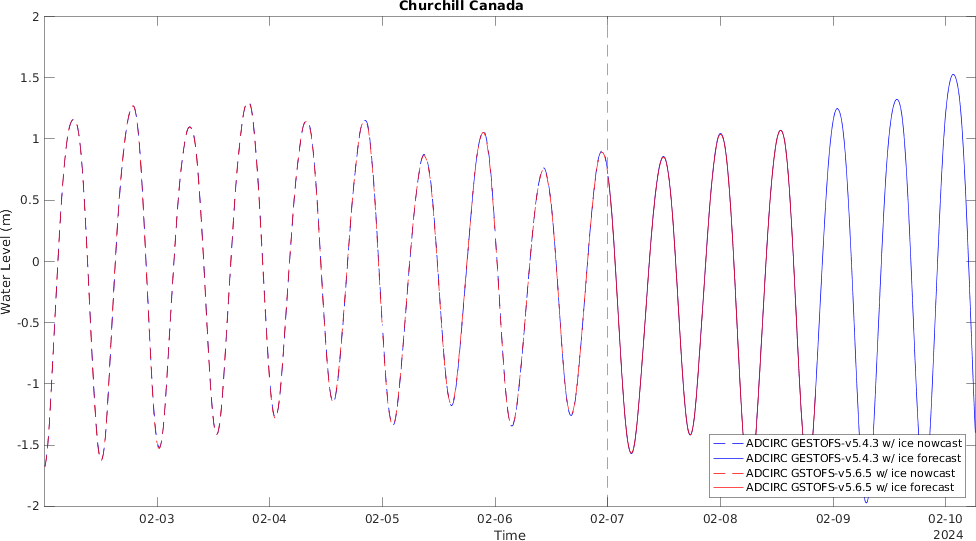 Churchill Canada
2
1.5
1
0.5
0
-0.5
-1
-1.5
-2
Water Level (m)
ADCIRC GESTOFS-v5.4.3 w/ ice nowcast
ADCIRC GESTOFS-v5.4.3 w/ ice forecast
ADCIRC GSTOFS-v5.6.5 w/ ice nowcast
ADCIRC GSTOFS-v5.6.5 w/ ice forecast
02-03 02-04 02-05 02-06 02-07 02-08 02-09 02-10
Time 2024